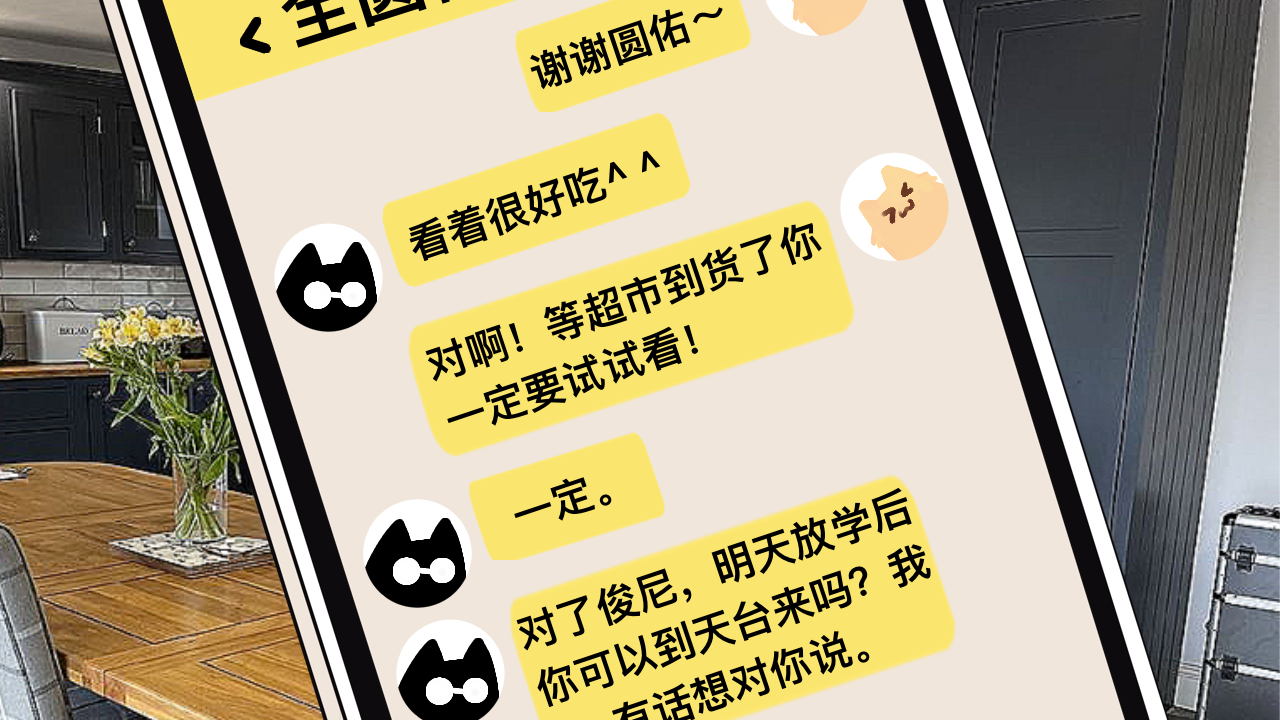 谢谢圆佑～
看着很好吃^ ^
对啊！等超市到货了你
一定要试试看！
一定。
对了俊尼，明天放学后
你可以到天台来吗？我
有话想对你说。